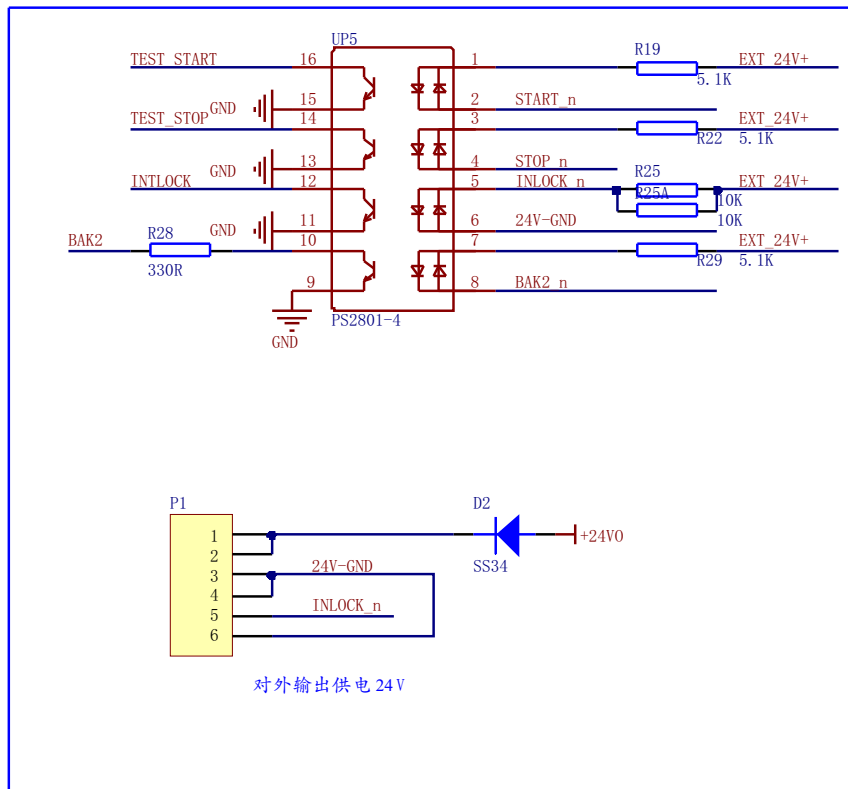 UP5
TEST_START 16 1 R19 EXT_24V+
5.1K
GND 15 2 START_n
TEST_STOP 14 3 EXT_24V+
R22 5.1K
GND 13 4 STOP_n R25
INTLOCK 12 5 INLOCK_n R25A EXT_24V+
10K
GND 11 6 24V-GND 10K
BAK2 R28 10 7 EXT_24V+
330R R29 5.1K
9 8 BAK2_n
GND PS2801-4
P1 D2
1 +24VO
2
3 24V-GND SS34
4
5 INLOCK_n
6
对外输出供电24V